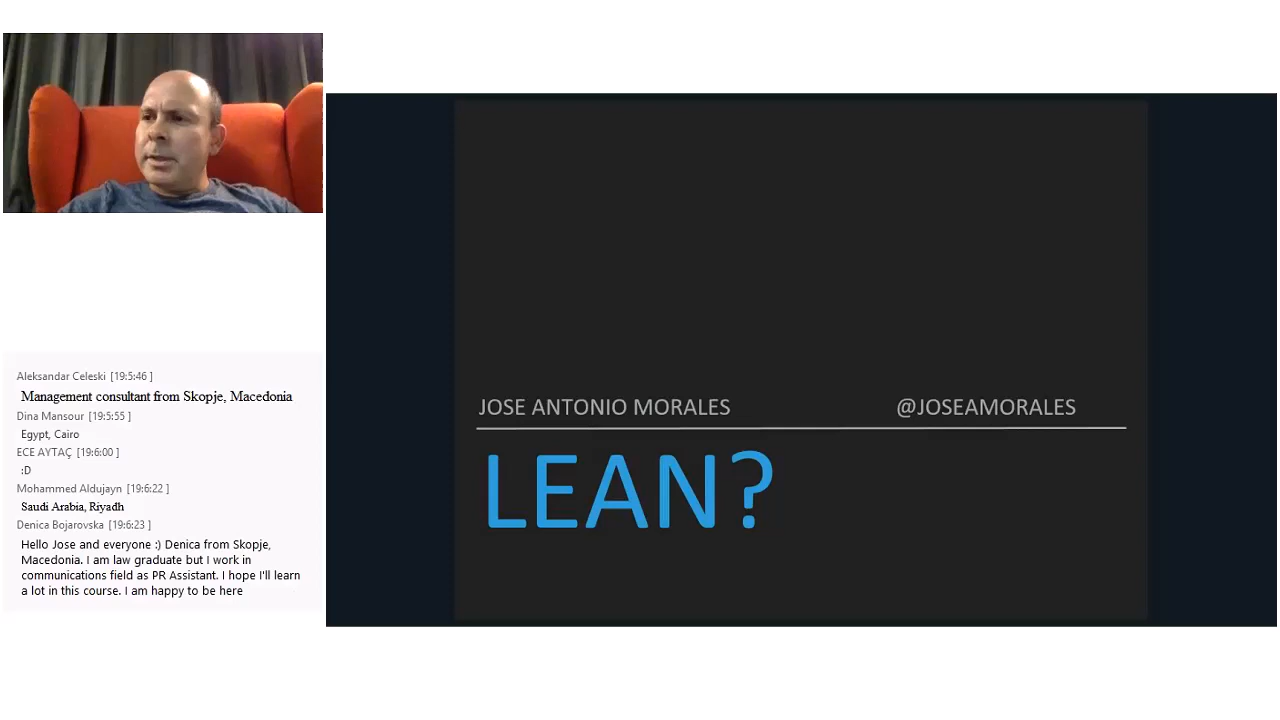 Aleksandar Celeski [19:5:46 ]
Management consultant from Skopje, Macedonia
Dina Mansour [19:5:55 ]
Egypt, Cairo
ECE AYTAÇ [19:6:00 ]
:D
Mohammed Aldujayn [19:6:22 ]
Saudi Arabia, Riyadh
Denica Bojarovska [19:6:23 ]
Hello Jose and everyone :) Denica from Skopje,
Macedonia. I am law graduate but I work in
communications field as PR Assistant. I hope I'll learn
a lot in this course. I am happy to be here
JOSE ANTONIO MORALES @JOSEAMORALES
LEAN?